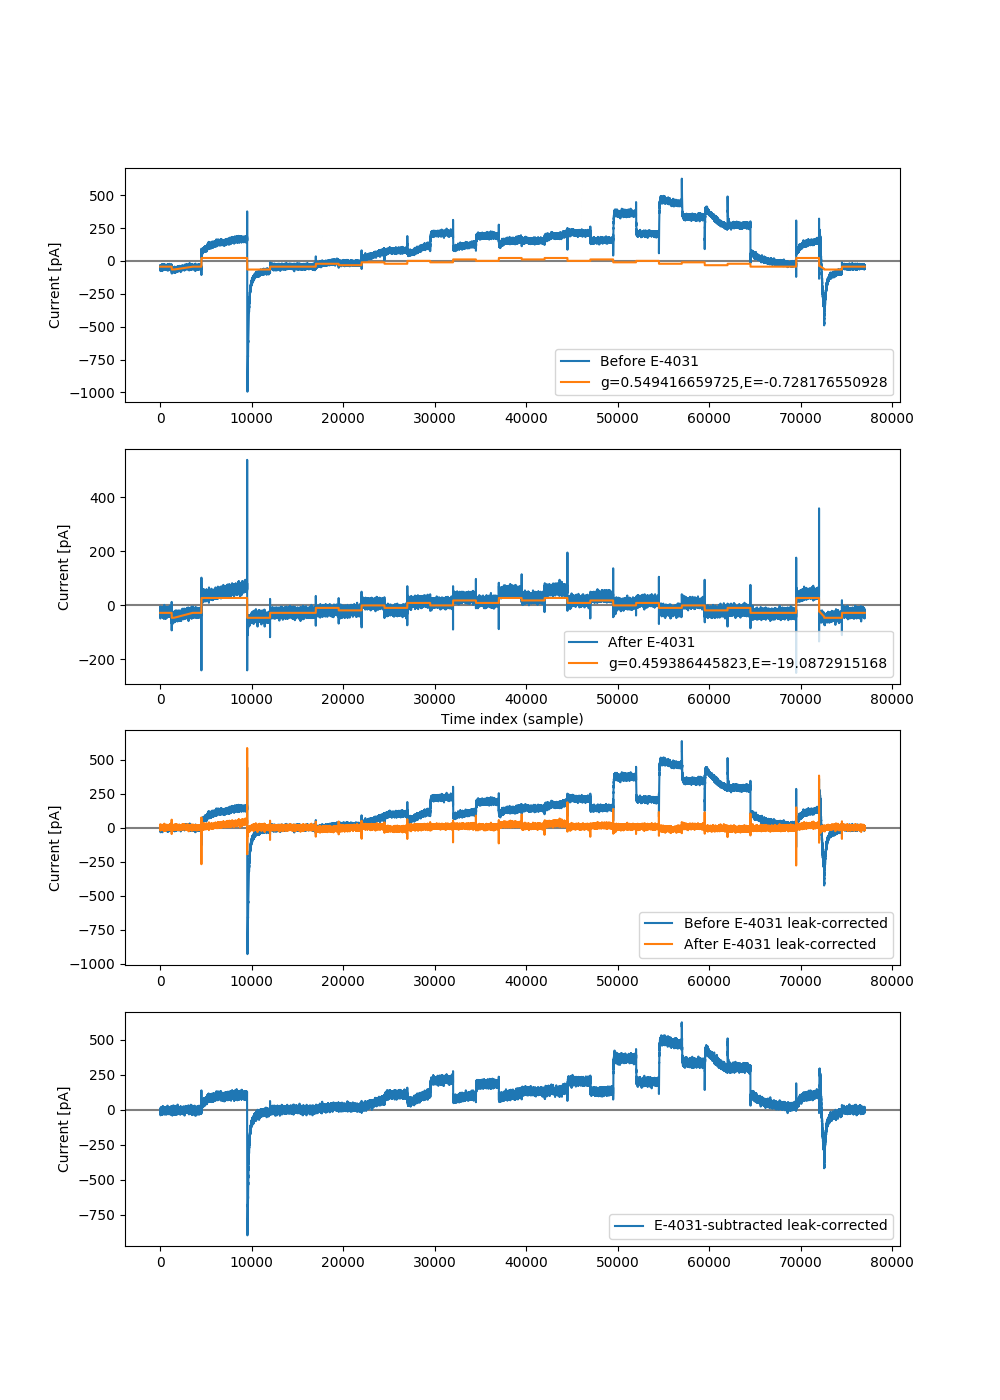 500
250
0
−250
−500
−750
−1000
Current [pA]
Before E-4031
g=0.549416659725,E=-0.728176550928
0 10000 20000 30000 40000 50000 60000 70000 80000
400
200
0
−200
Current [pA]
After E-4031
g=0.459386445823,E=-19.0872915168
0 10000 20000 30000 40000 50000 60000 70000 80000
Time index (sample)
500
250
0
−250
−500
−750
−1000
Current [pA]
Before E-4031 leak-corrected
After E-4031 leak-corrected
0 10000 20000 30000 40000 50000 60000 70000 80000
500
250
0
−250
−500
−750
Current [pA]
E-4031-subtracted leak-corrected
0 10000 20000 30000 40000 50000 60000 70000 80000